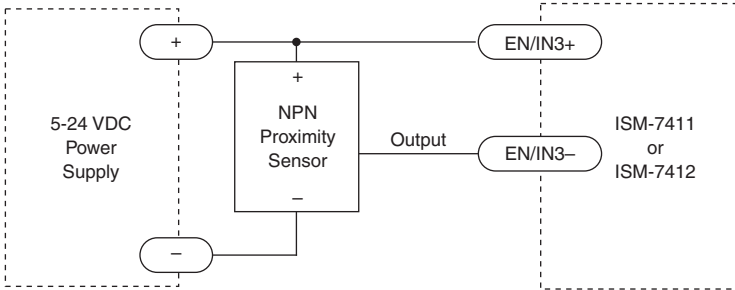 +
EN/IN3+
5-24 VDC
Power
Supply
+
NPN
Proximity
Sensor
–
Output
EN/IN3–
ISM-7411
or
ISM-7412
–